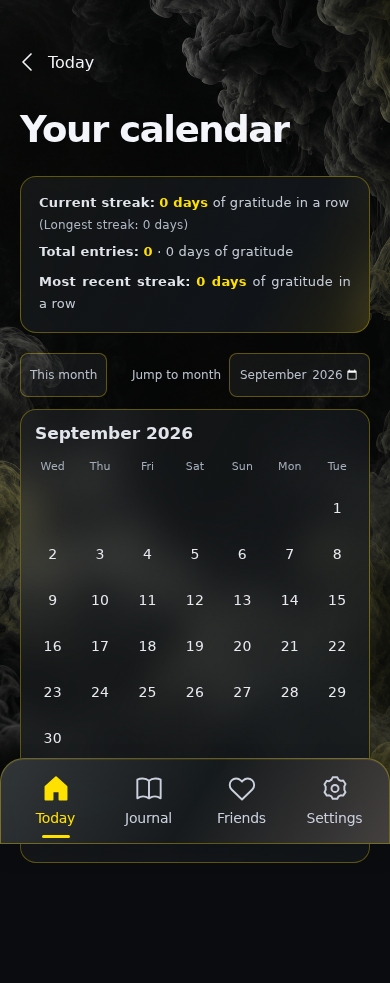 Today
Your calendar
Current streak: 0 days of gratitude in a row
(Longest streak: 0 days)
Total entries: 0 · 0 days of gratitude
Most recent streak: 0 days of gratitude in
a row
This month Jump to month September 2026
September 2026
Wed Thu Fri Sat Sun Mon Tue
1
2 3 4 5 6 7 8
9 10 11 12 13 14 15
16 17 18 19 20 21 22
23 24 25 26 27 28 29
30
Today Journal Friends Settings